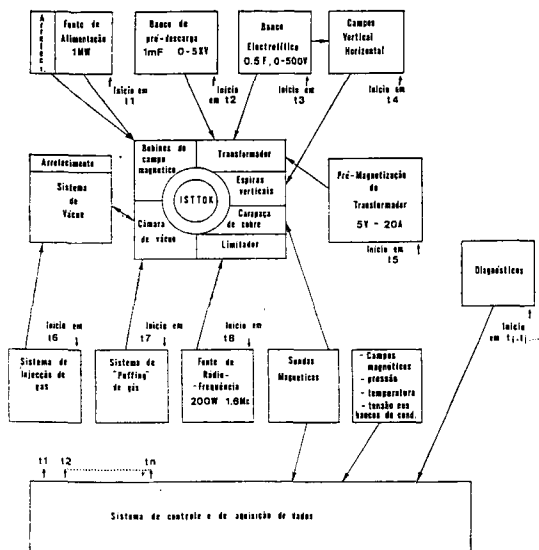 Arrefeci.
Fonte de
Alimentação
1MW
Início em
t1
Banco de
pré-descarga
1mF 0-5KV
Início
em t2
Banco
Electrolítico
0.5F, 0-500V
Início em
t3
Campos
Vertical
Horizontal
Início em
t4
Arrefecimento
Sistema
de
Vácuo
Bobines de
campo
magnético
Transformador
Espiras
verticais
ISTTOK
Carapaça
de cobre
Câmara
de vácuo
Limitador
Pré-Magnetização
do
Transformador
5V - 20A
Início em
t5
Diagnósticos
Início
em ti,tj.....
Início em
t6
Início em
t7
Início em
t8
Sistema de
Injecção de
gas
Sistema de
"Puffing"
de gás
Fonte de
Rádio-
-Frequência
200W 1.6Mc
Sondas
Magneticas
- Campos
magnéticos
- pressão
- temperatura
- tensão nos
bancos de cond.
t1 t2 tn
Sistema de controle e de aquisição de dados